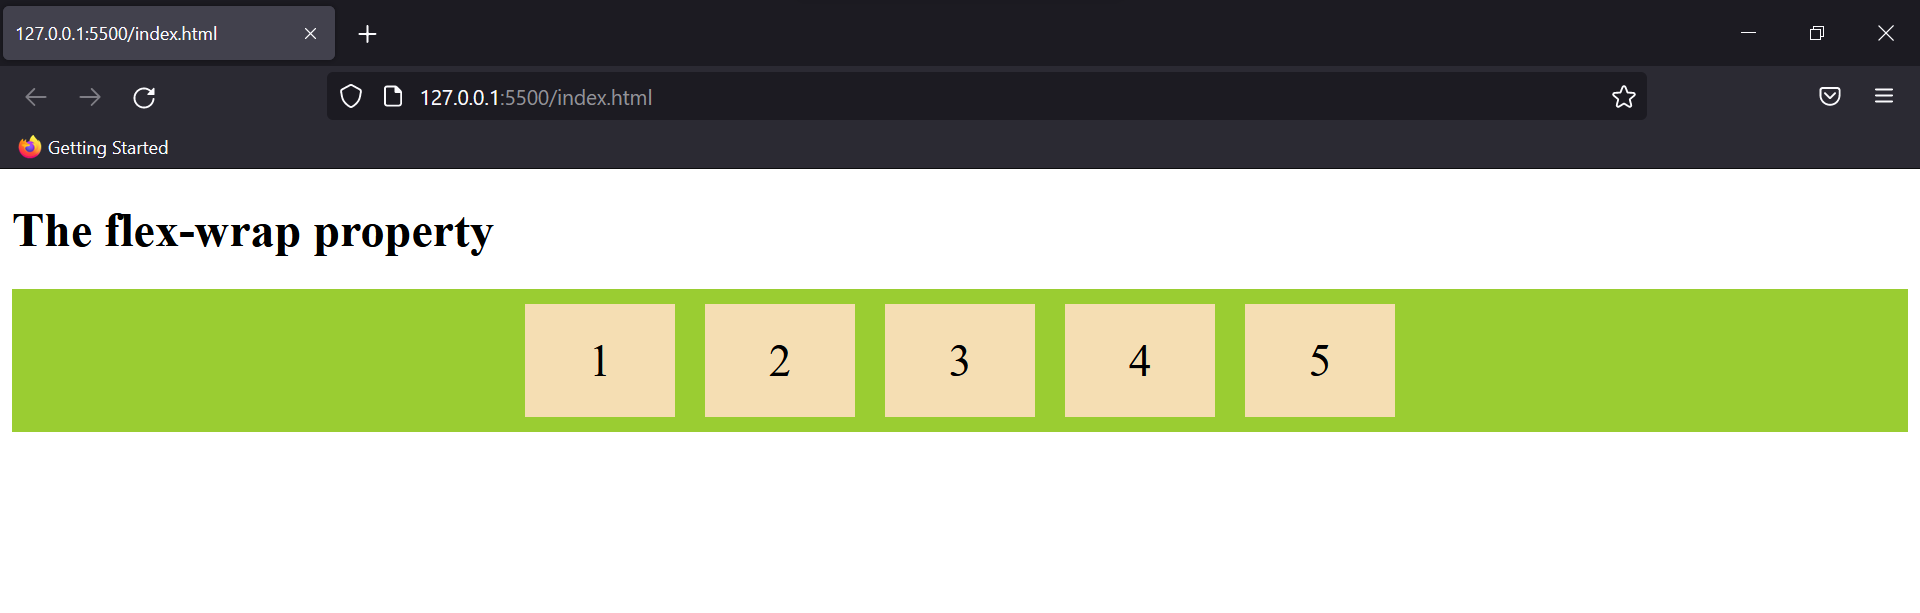 127.0.0.1:5500/index.html
127.0.0.1:5500/index.html
Getting Started
The flex-wrap property
1 2 3 4 5